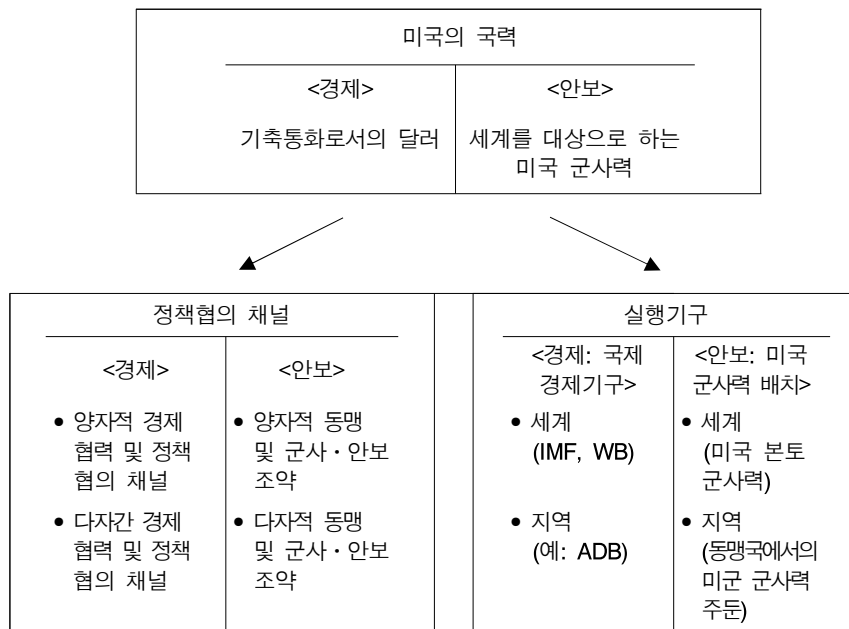 미국의 국력
<경제>
기축통화로서의 달러
<안보>
세계를 대상으로 하는
미국 군사력
정책협의 채널
<경제>
• 양자적 경제
협력 및 정책
협의 채널
• 다자간 경제
협력 및 정책
협의 채널
<안보>
• 양자적 동맹
및 군사·안보
조약
• 다자적 동맹
및 군사·안보
조약
실행기구
<경제: 국제
경제기구>
• 세계
(IMF, WB)
• 지역
(예: ADB)
<안보: 미국
군사력 배치>
• 세계
(미국 본토
군사력)
• 지역
(동맹국에서의
미군 군사력
주둔)